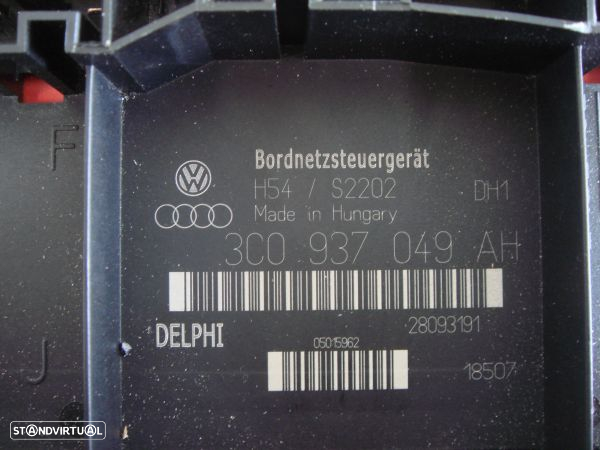 F
Bordnetzsteuergerät
H54 / S2202 DH1
Made in Hungary
3C0 937 049 AH
DELPHI
28093191
05015962
J
18507
STANDVIRTUAL